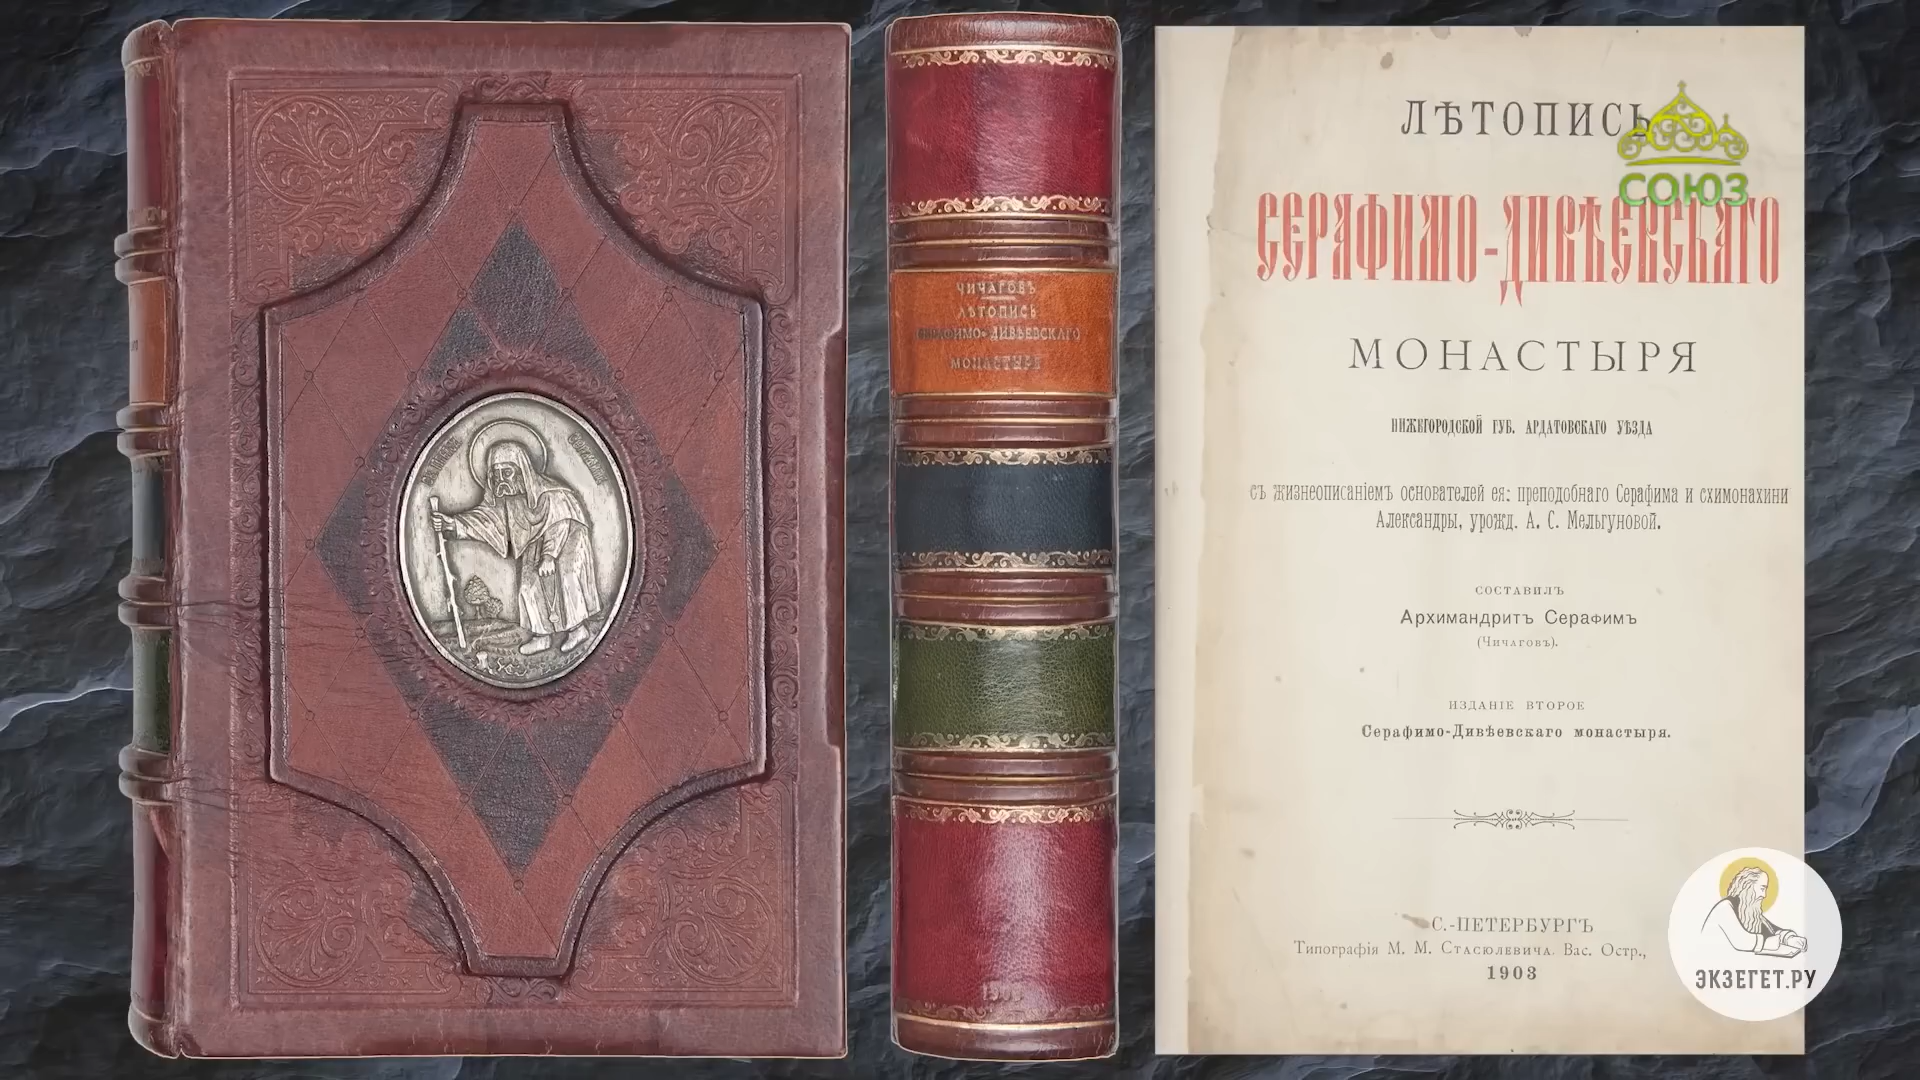 ЧИЧАГОВЪ
ЛѢТОПИСЬ
СЕРАФИМО-ДИВѢЕВСКАГО
МОНАСТЫРЯ
1903
ЛѢТОПИСЬ
СЕРАФИМО-ДИВѢЕВСКАГО
МОНАСТЫРЯ
НИЖЕГОРОДСКОЙ ГУБ. АРДАТОВСКАГО УѢЗДА
съ жизнеописаніемъ основателей ея: преподобнаго Серафима и схимонахини
Александры, урожд. А. С. Мельгуновой.
СОСТАВИЛЪ
Архимандритъ Серафимъ
(Чичаговъ).
ИЗДАНІЕ ВТОРОЕ
Серафимо-Дивѣевскаго монастыря.
С.-ПЕТЕРБУРГЪ
Типографія М. М. Стасюлевича. Вас. Остр.,
1903
СОЮЗ
ЭКЗЕГЕТ.РУ